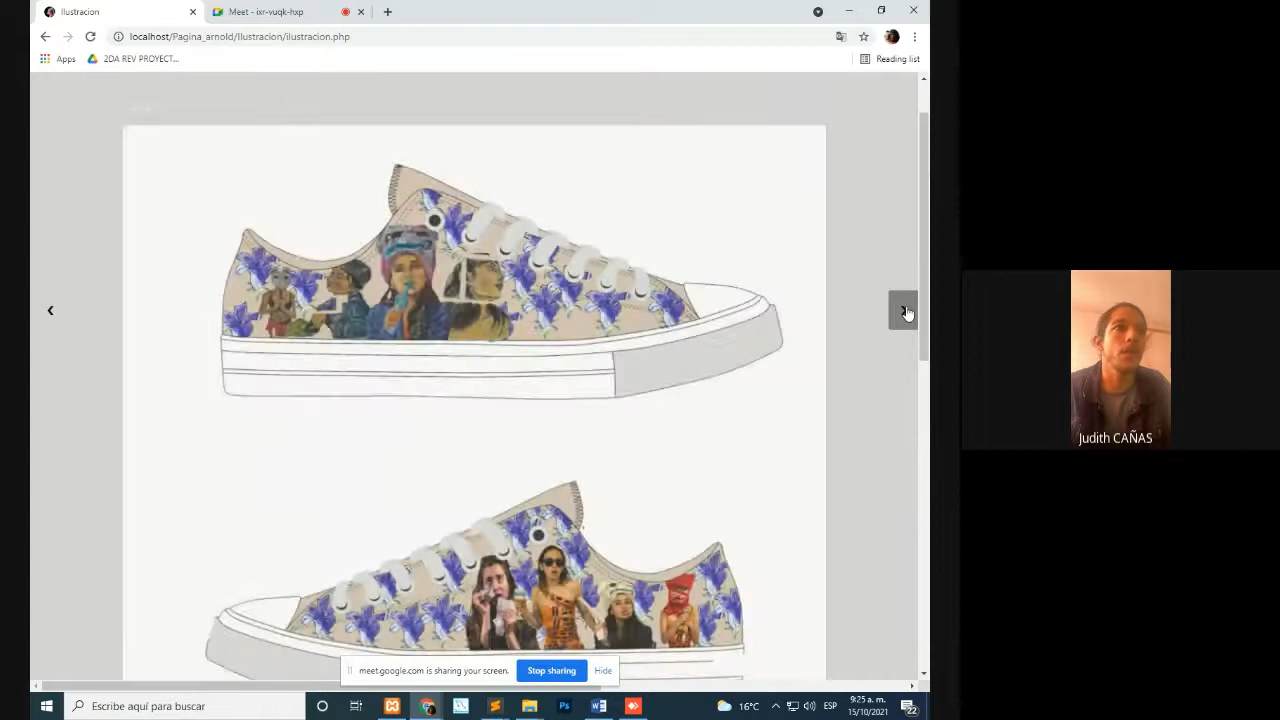 Ilustracion
Meet - ixr-vuqk-hxp
localhost/Pagina_arnold/Ilustracion/ilustracion.php
Apps
2DA REV PROYECT...
Reading list
Judith CAÑAS
meet.google.com is sharing your screen.
Stop sharing
Hide
Escribe aquí para buscar
Ps
16°C
ESP
9:25 a. m.
15/10/2021
22